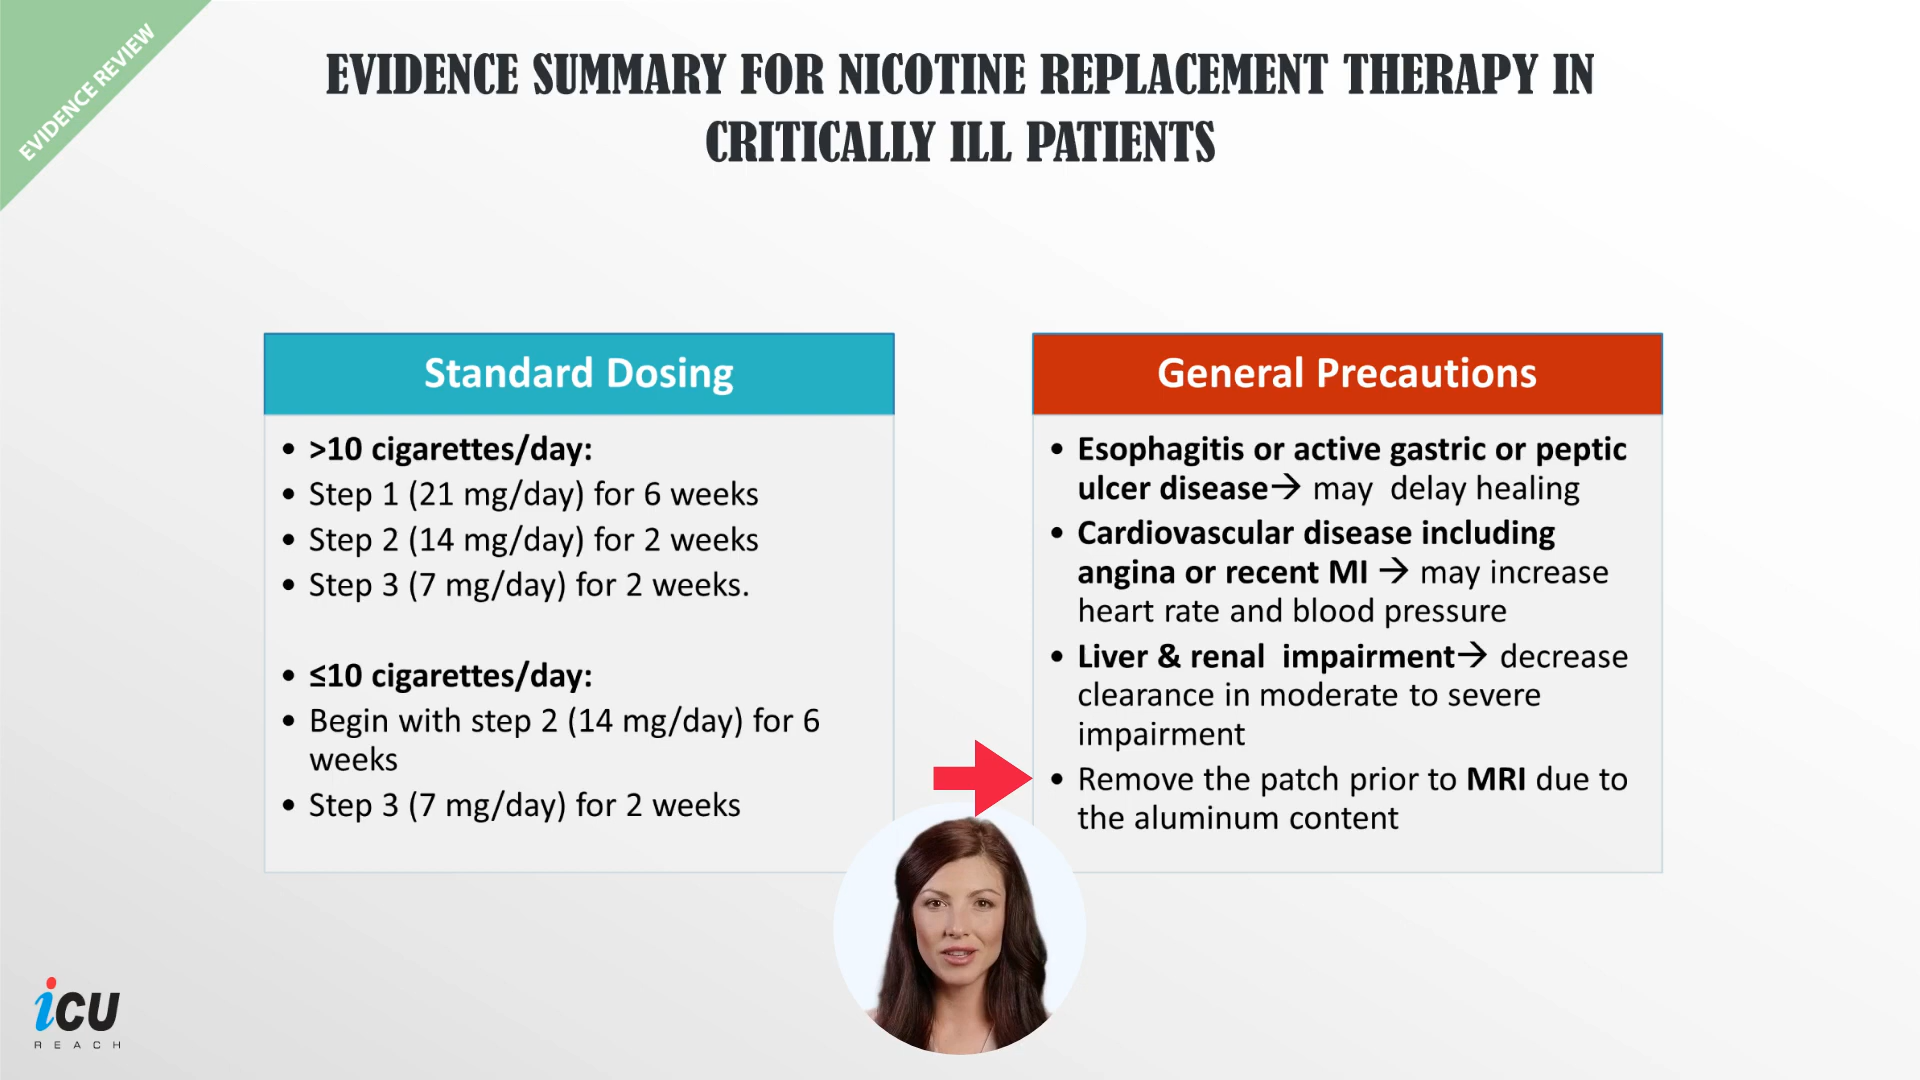 EVIDENCE REVIEW
EVIDENCE SUMMARY FOR NICOTINE REPLACEMENT THERAPY IN
CRITICALLY ILL PATIENTS
Standard Dosing
• >10 cigarettes/day:
• Step 1 (21 mg/day) for 6 weeks
• Step 2 (14 mg/day) for 2 weeks
• Step 3 (7 mg/day) for 2 weeks.
• ≤10 cigarettes/day:
• Begin with step 2 (14 mg/day) for 6
weeks
• Step 3 (7 mg/day) for 2 weeks
General Precautions
• Esophagitis or active gastric or peptic
ulcer disease→ may  delay healing
• Cardiovascular disease including
angina or recent MI → may increase
heart rate and blood pressure
• Liver & renal  impairment→ decrease
clearance in moderate to severe
impairment
• Remove the patch prior to MRI due to
the aluminum content
iCU
REACH